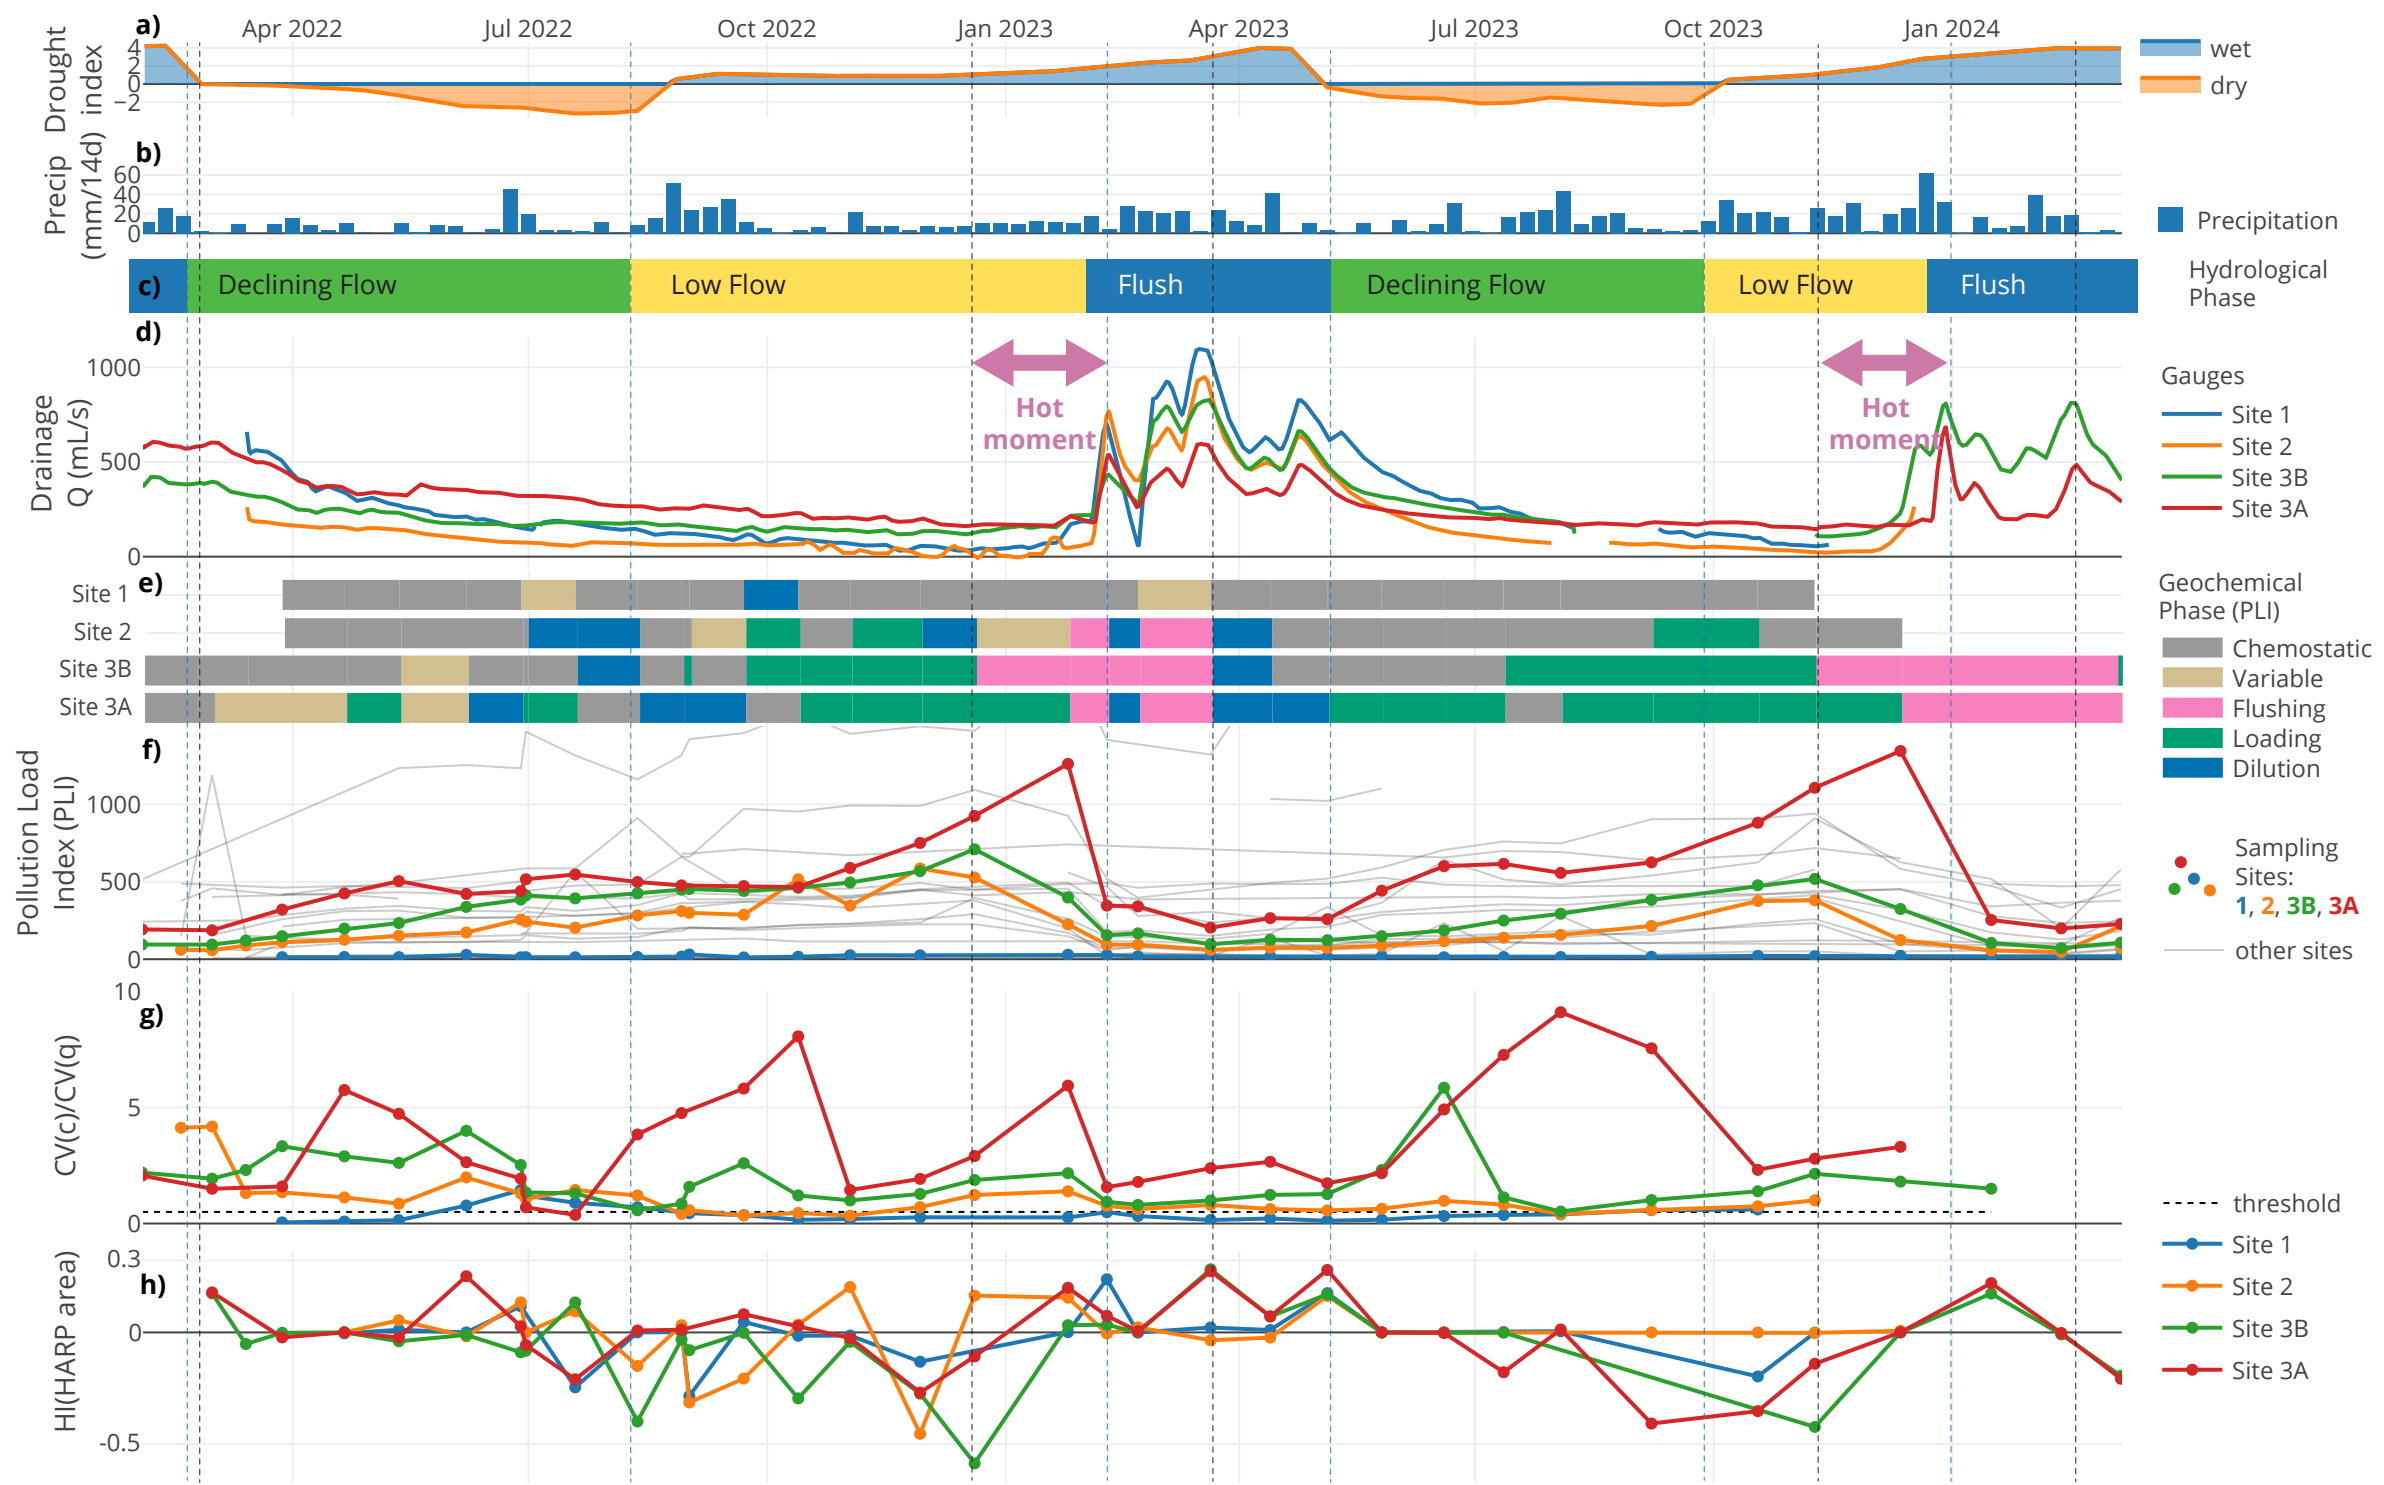 a)
Apr 2022 Jul 2022 Oct 2022 Jan 2023 Apr 2023 Jul 2023 Oct 2023 Jan 2024
Drought
index
4
2
0
−2
wet
dry
b)
Precip
(mm/14d)
60
40
20
0
Precipitation
c) Declining Flow Low Flow Flush Declining Flow Low Flow Flush
Hydrological
Phase
d)
Drainage
Q (mL/s)
1000
500
0
Hot
moment
Hot
moment
Gauges
Site 1
Site 2
Site 3B
Site 3A
e)
Site 1
Site 2
Site 3B
Site 3A
Geochemical
Phase (PLI)
Chemostatic
Variable
Flushing
Loading
Dilution
f)
Pollution Load
Index (PLI)
1000
500
0
Sampling
Sites:
1, 2, 3B, 3A
other sites
g)
CV(c)/CV(q)
10
5
0
threshold
Site 1
Site 2
Site 3B
Site 3A
h)
HI(HARP area)
0.3
0
-0.5